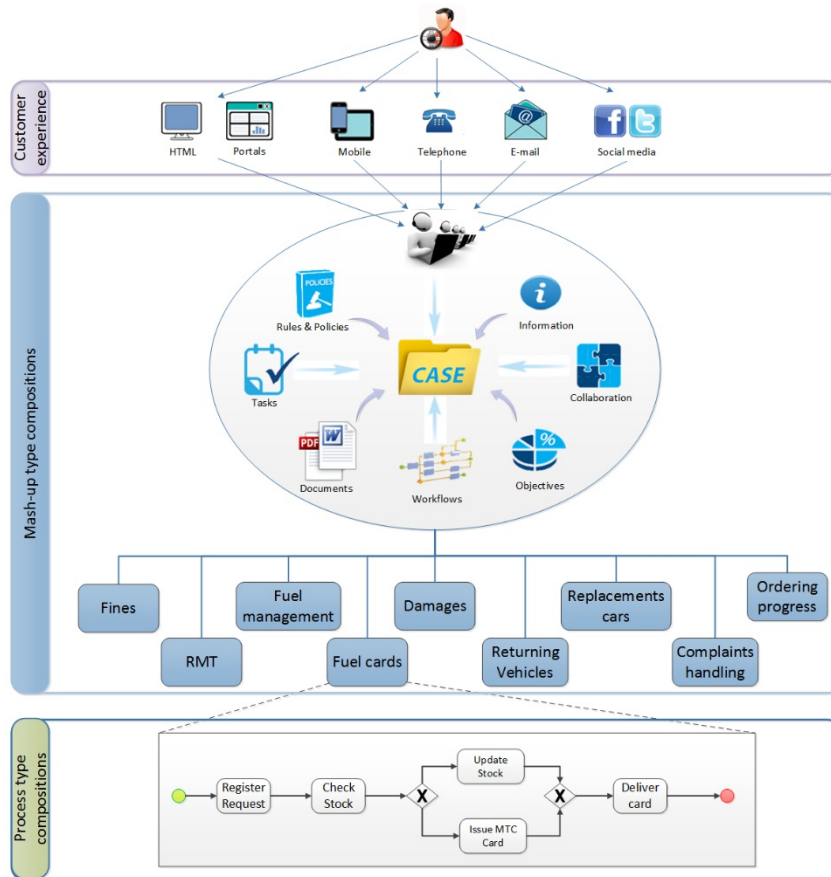 Customer
experience
HTML
Portals
Mobile
Telephone
E-mail
Social media
Mash-up type compositions
POLICIES
Rules & Policies
Information
Tasks
CASE
Collaboration
PDF
W
Documents
Workflows
%
Objectives
Fines
Fuel
management
Damages
Replacements
cars
Ordering
progress
RMT
Fuel cards
Returning
Vehicles
Complaints
handling
Process type
compositions
Register
Request
Check
Stock
X
Update
Stock
Issue MTC
Card
X
Deliver
card